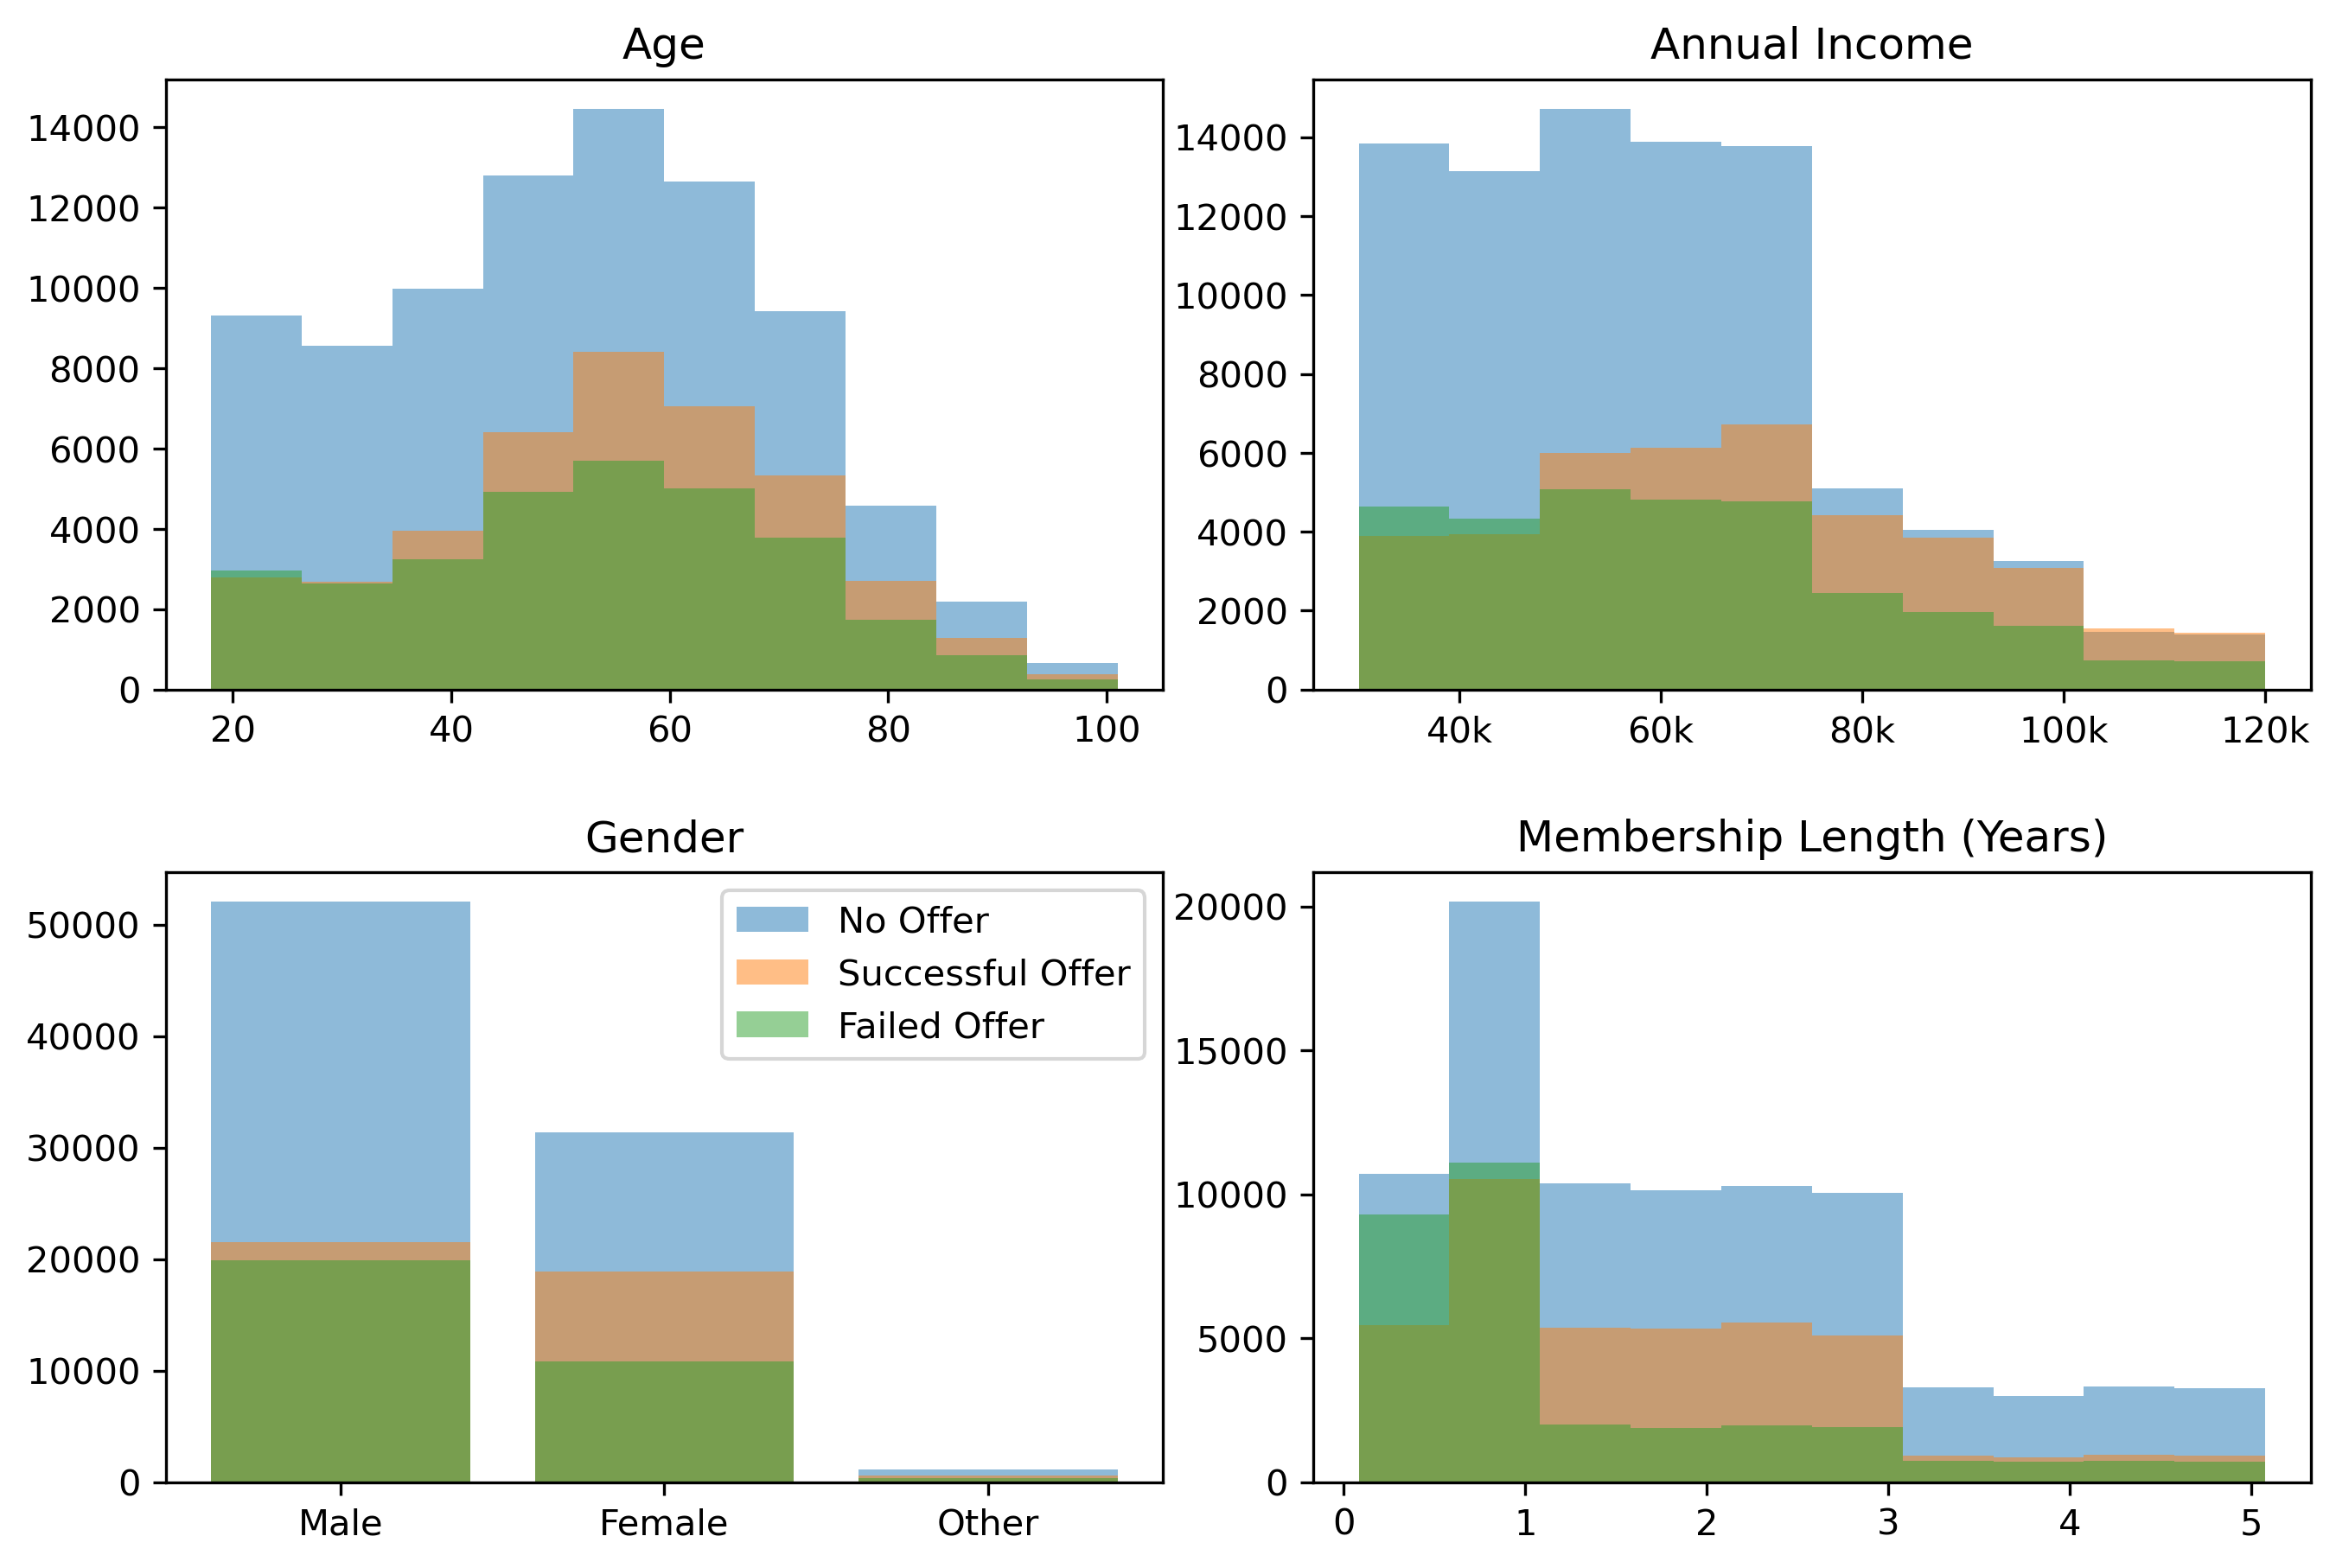 Age
14000
12000
10000
8000
6000
4000
2000
0
20 40 60 80 100
Annual Income
14000
12000
10000
8000
6000
4000
2000
0
40k 60k 80k 100k 120k
Gender
50000
40000
30000
20000
10000
0
Male Female Other
No Offer
Successful Offer
Failed Offer
Membership Length (Years)
20000
15000
10000
5000
0
0 1 2 3 4 5